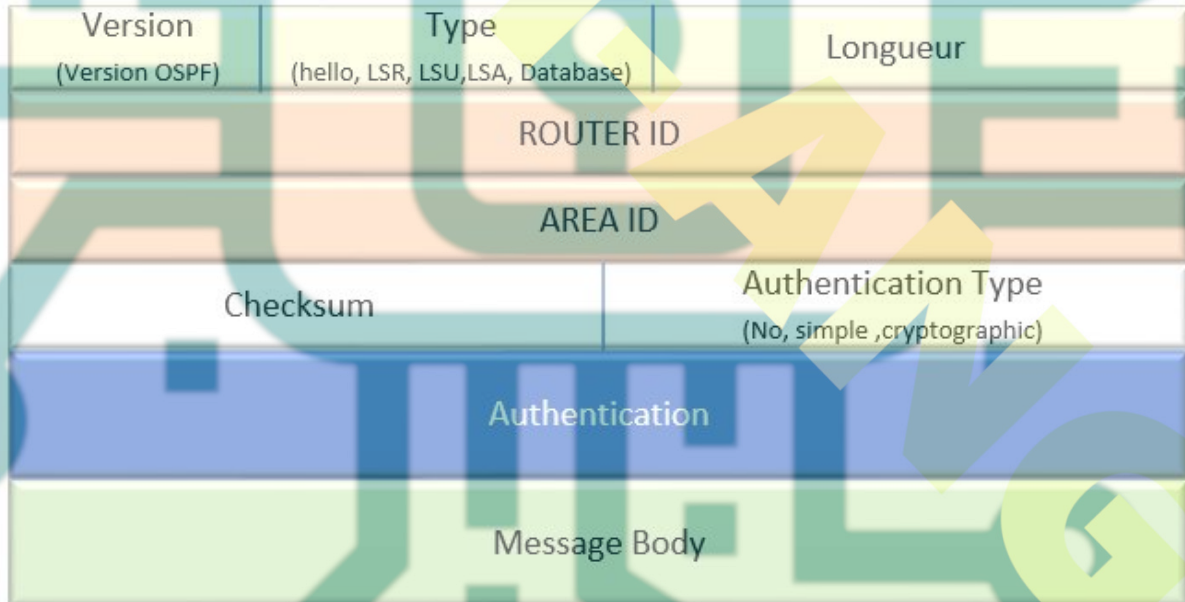 Version
Type
Longueur
(Version OSPF)
(hello, LSR, LSU,LSA, Database)
ROUTER ID
AREA ID
Checksum
Authentication Type
(No, simple ,cryptographic)
Authentication
Message Body